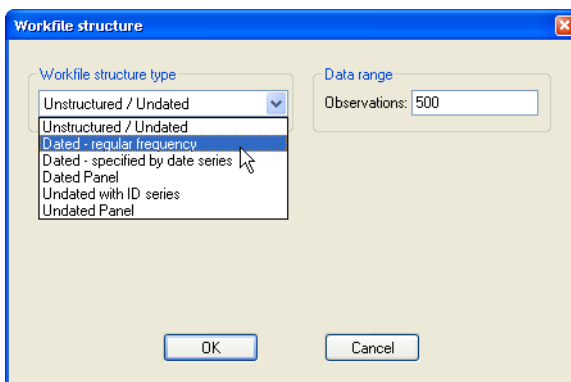 Workfile structure
Workfile structure type
Unstructured / Undated
Unstructured / Undated
Dated - regular frequency
Dated - specified by date series
Dated Panel
Undated with ID series
Undated Panel
Data range
Observations: 500
OK
Cancel